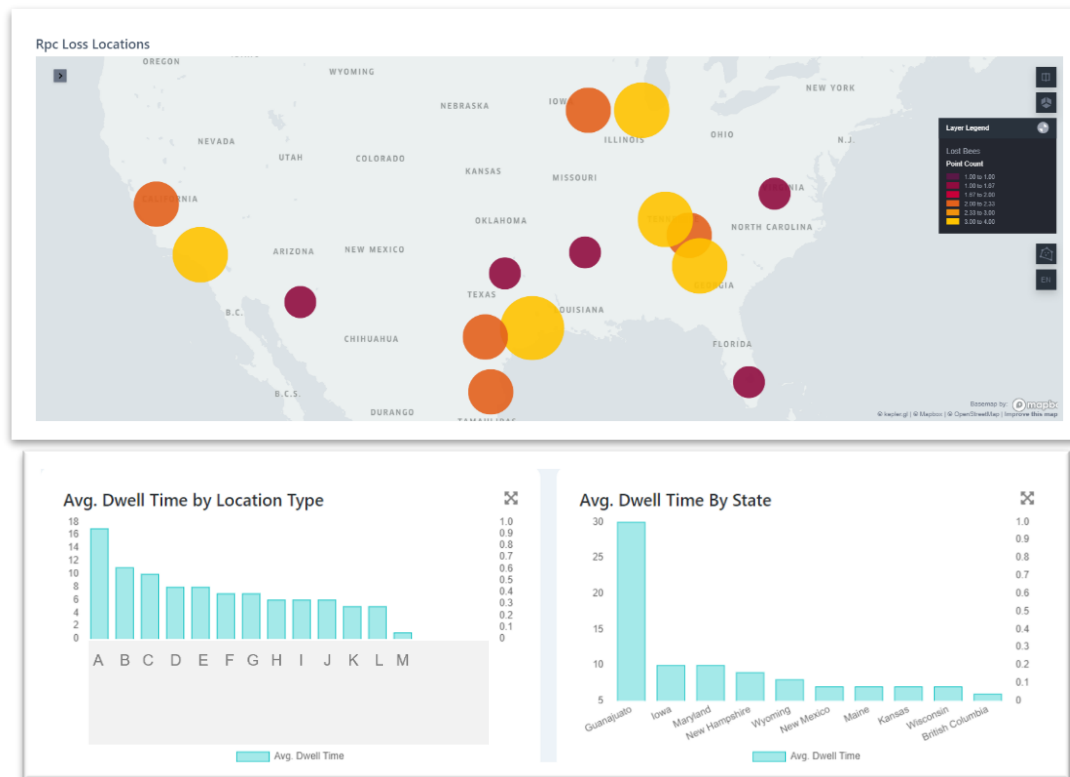 Rpc Loss Locations
OREGON
WYOMING
NEBRASKA
NEW YORK
NEVADA
UTAH
COLORADO
ILLINOIS
OHIO
N.J.
KANSAS
MISSOURI
CALIFORNIA
OKLAHOMA
NORTH CAROLINA
ARIZONA
NEW MEXICO
TEXAS
GEORGIA
B.C.
LOUISIANA
CHIHUAHUA
FLORIDA
B.C.S.
DURANGO
TAMAULIPAS
Layer Legend
Lost Bees
Point Count
1.00 to 1.00
1.00 to 1.67
1.67 to 2.00
2.00 to 2.33
2.33 to 3.00
3.00 to 4.00
EN
Basemap by: mapbox
© kepler.gl | © Mapbox | © OpenStreetMap | Improve this map
Avg. Dwell Time by Location Type
18
16
14
12
10
8
6
4
2
0
1.0
0.9
0.8
0.7
0.6
0.5
0.4
0.3
0.2
0.1
0
A B C D E F G H I J K L M
Avg. Dwell Time
Avg. Dwell Time By State
30
25
20
15
10
5
1.0
0.9
0.8
0.7
0.6
0.5
0.4
0.3
0.2
0.1
0
Guanajuato
Iowa
Maryland
New Hampshire
Wyoming
New Mexico
Maine
Kansas
Wisconsin
British Columbia
Avg. Dwell Time